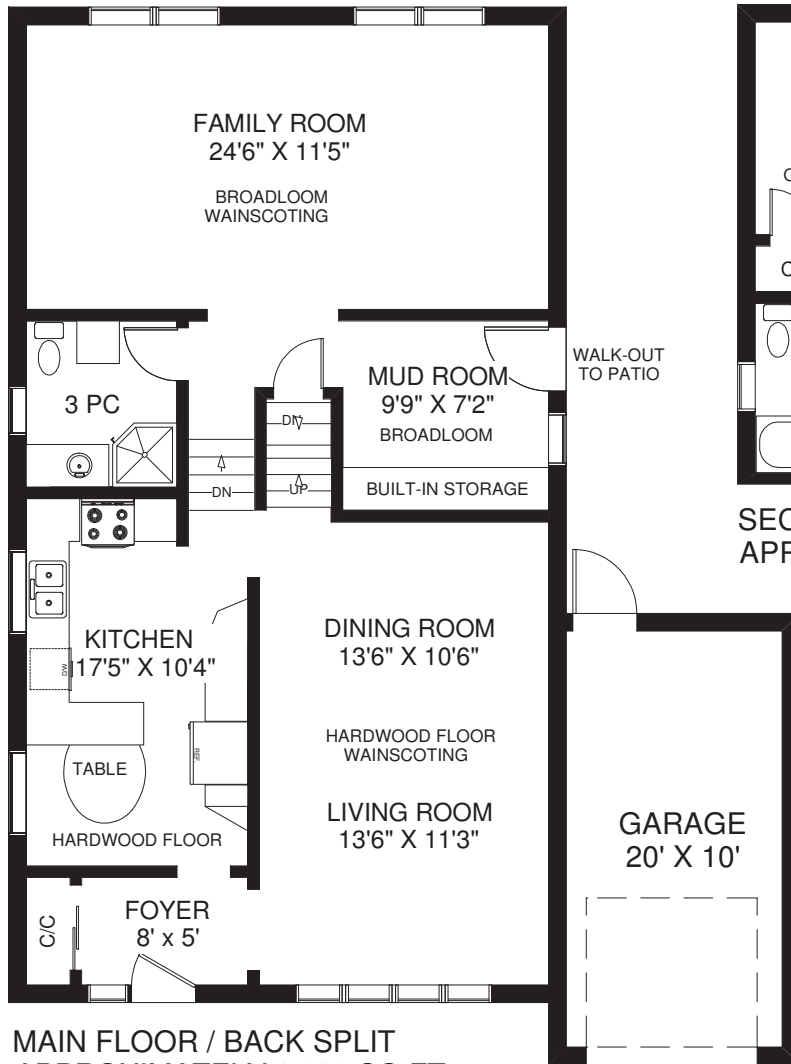 FAMILY ROOM
24'6" X 11'5"
BROADLOOM
WAINSCOTING
3 PC
MUD ROOM
9'9" X 7'2"
BROADLOOM
BUILT-IN STORAGE
WALK-OUT
TO PATIO
DN
DN
UP
KITCHEN
17'5" X 10'4"
DW
REF.
TABLE
HARDWOOD FLOOR
DINING ROOM
13'6" X 10'6"
HARDWOOD FLOOR
WAINSCOTING
LIVING ROOM
13'6" X 11'3"
C/C
FOYER
8' x 5'
GARAGE
20' X 10'
C
C
SEC
APP
MAIN FLOOR / BACK SPLIT